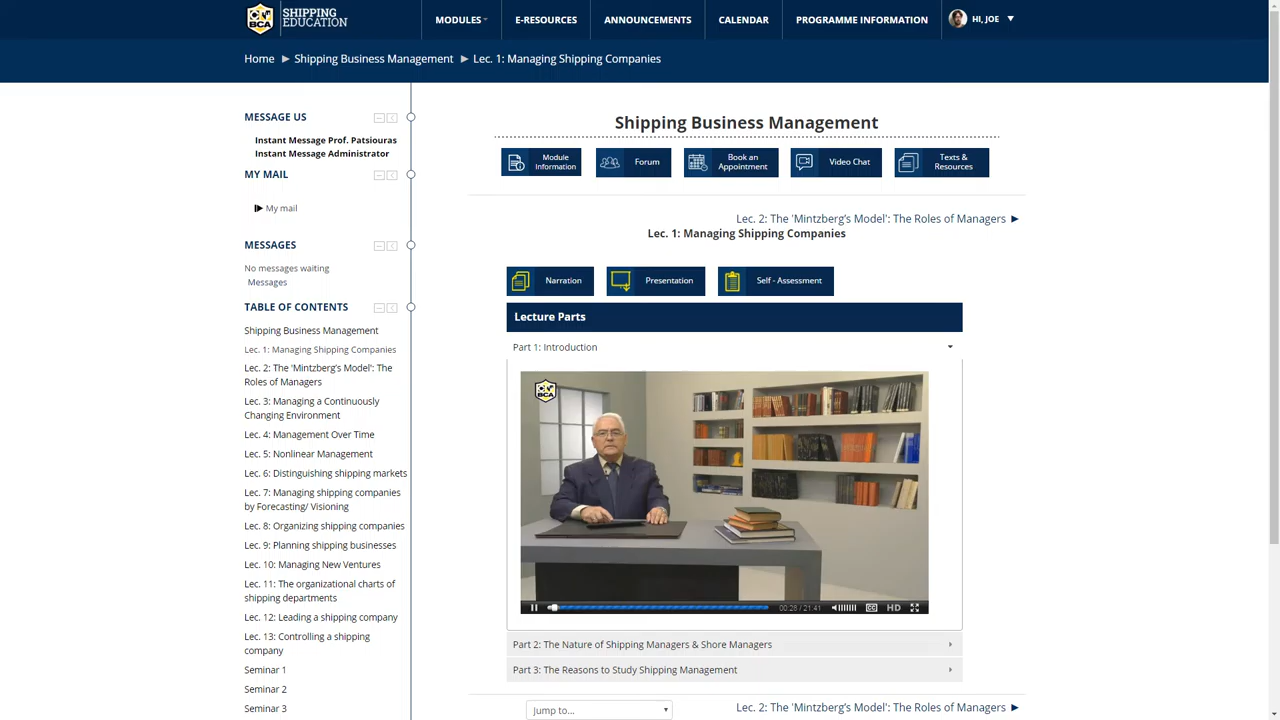 BCA
SHIPPING
EDUCATION
MODULES
E-RESOURCES
ANNOUNCEMENTS
CALENDAR
PROGRAMME INFORMATION
HI, JOE
Home
Shipping Business Management
Lec. 1: Managing Shipping Companies
MESSAGE US
Instant Message Prof. Patsiouras
Instant Message Administrator
MY MAIL
My mail
MESSAGES
No messages waiting
Messages
TABLE OF CONTENTS
Shipping Business Management
Lec. 1: Managing Shipping Companies
Lec. 2: The 'Mintzberg's Model': The
Roles of Managers
Lec. 3: Managing a Continuously
Changing Environment
Lec. 4: Management Over Time
Lec. 5: Nonlinear Management
Lec. 6: Distinguishing shipping markets
Lec. 7: Managing shipping companies
by Forecasting/ Visioning
Lec. 8: Organizing shipping companies
Lec. 9: Planning shipping businesses
Lec. 10: Managing New Ventures
Lec. 11: The organizational charts of
shipping departments
Lec. 12: Leading a shipping company
Lec. 13: Controlling a shipping
company
Seminar 1
Seminar 2
Seminar 3
Shipping Business Management
Module
Information
Forum
Book an
Appointment
Video Chat
Texts &
Resources
Lec. 2: The 'Mintzberg's Model': The Roles of Managers
Lec. 1: Managing Shipping Companies
Narration
Presentation
Self - Assessment
Lecture Parts
Part 1: Introduction
BCA
00:28 / 21:41
CC
HD
Part 2: The Nature of Shipping Managers & Shore Managers
Part 3: The Reasons to Study Shipping Management
Jump to...
Lec. 2: The 'Mintzberg's Model': The Roles of Managers